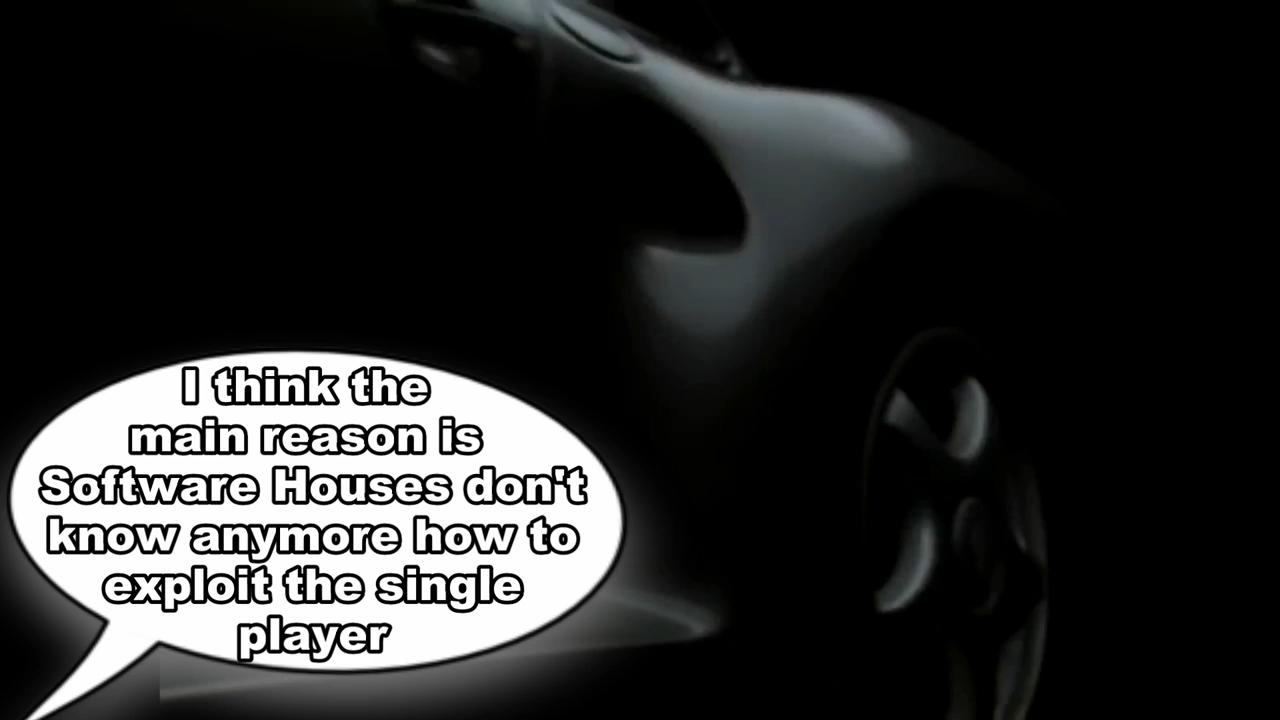 I think the
main reason is
Software Houses don't
know anymore how to
exploit the single
player